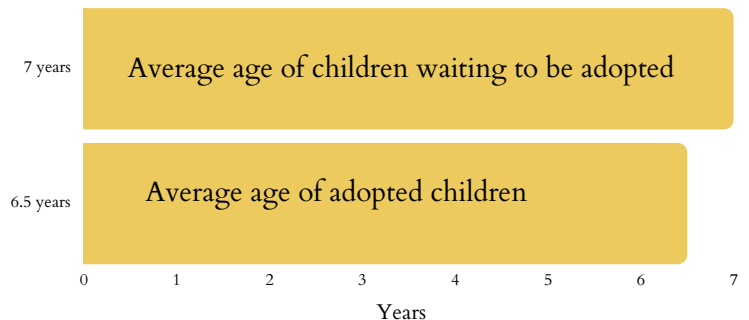 7 years
Average age of children waiting to be adopted
6.5 years
Average age of adopted children
0 1 2 3 4 5 6 7
Years